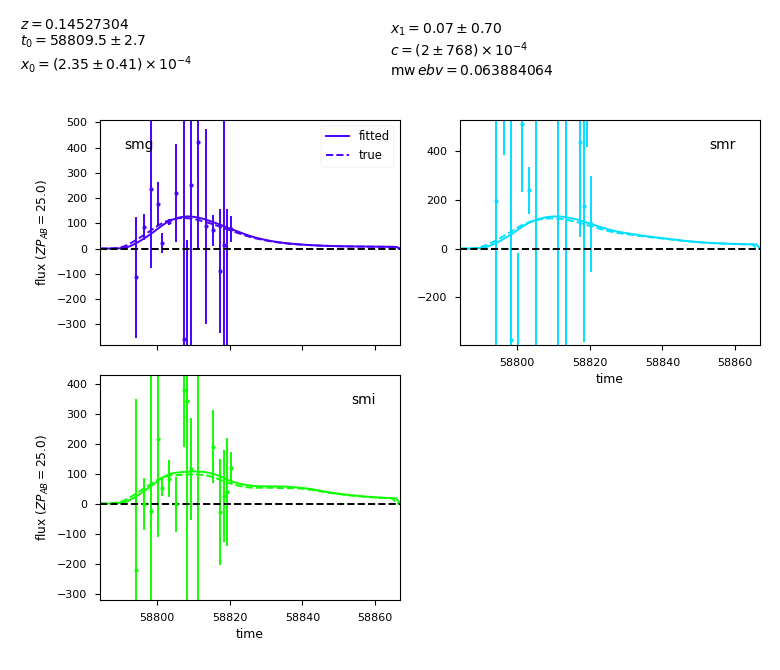 z = 0.14527304
t₀ = 58809.5 ± 2.7
x₀ = (2.35 ± 0.41) × 10⁻⁴
x₁ = 0.07 ± 0.70
c = (2 ± 768) × 10⁻⁴
mw ebv = 0.063884064
500
400
300
200
100
0
−100
−200
−300
flux (ZP_AB = 25.0)
smg
fitted
true
400
200
0
−200
smr
58800 58820 58840 58860
time
400
300
200
100
0
−100
−200
−300
flux (ZP_AB = 25.0)
smi
58800 58820 58840 58860
time